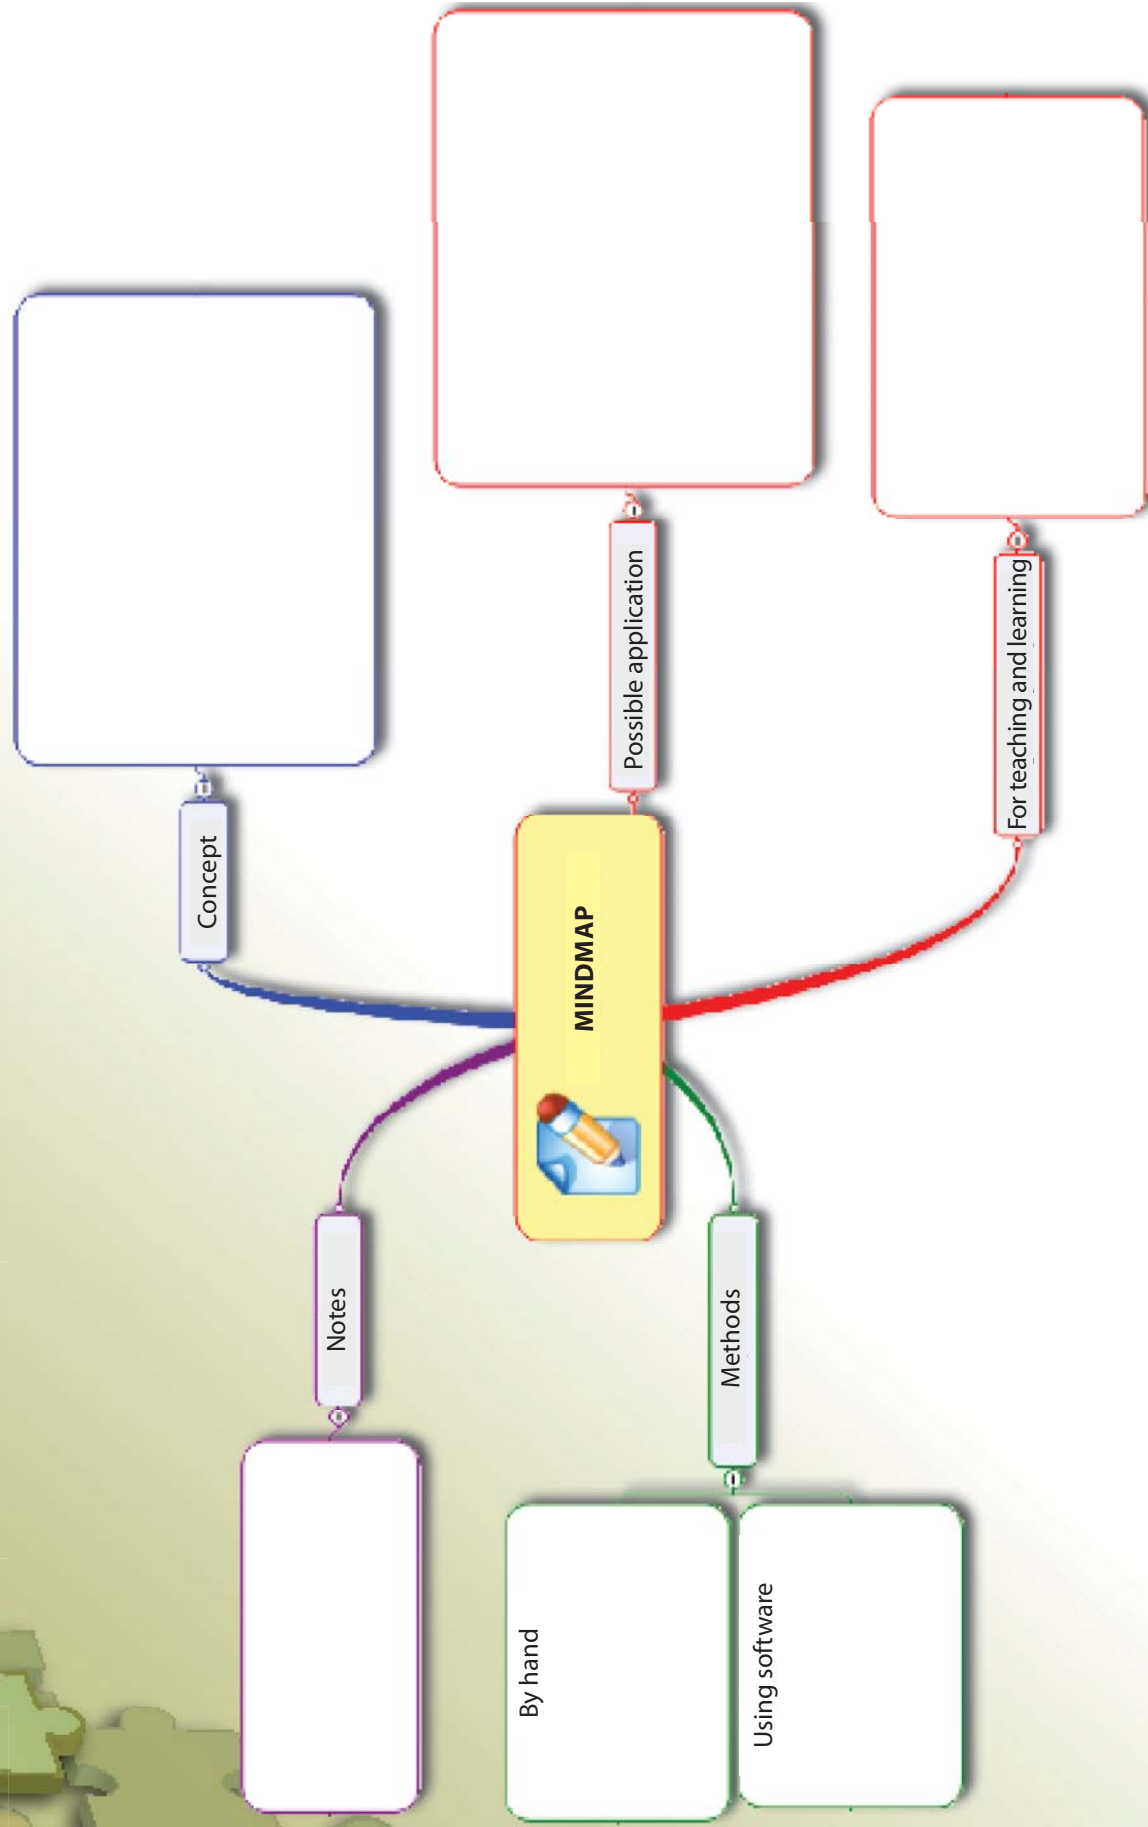 Concept
Possible application
For teaching and learning
MINDMAP
Notes
Methods
By hand
Using software